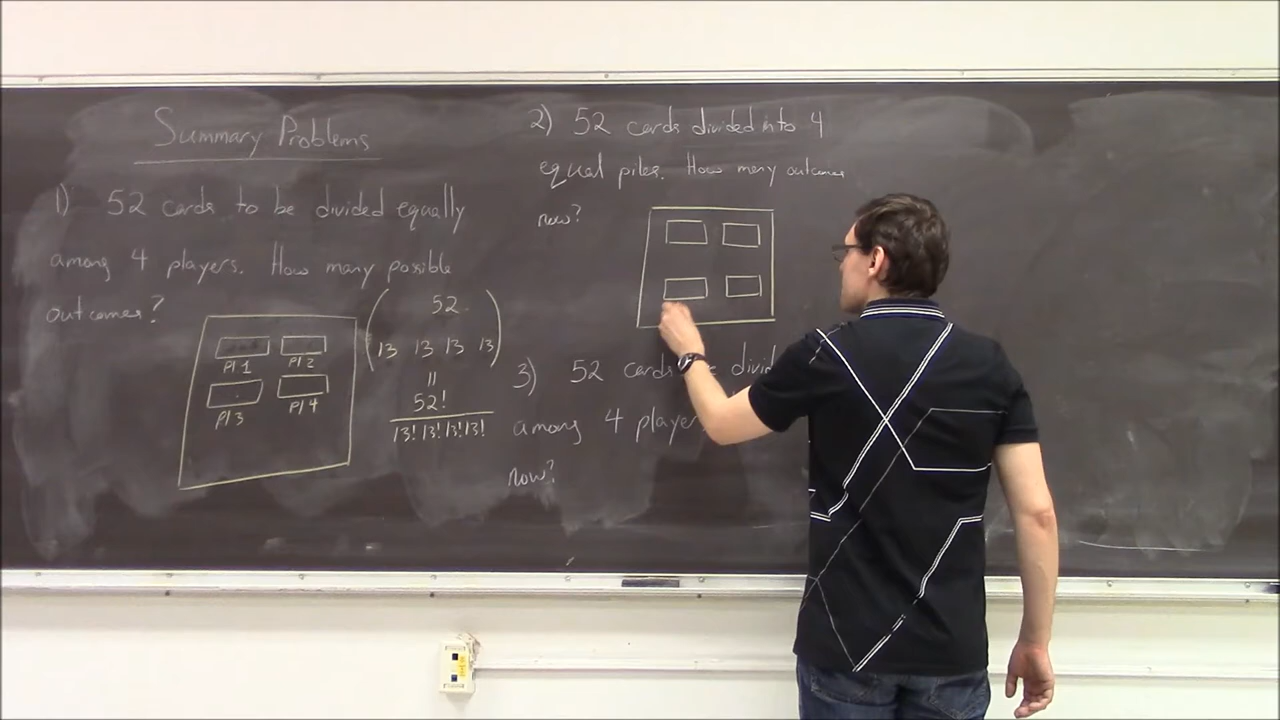 Summary Problems
1) 52 cards to be divided equally
among 4 players. How many possible
outcomes?
Pl 1 Pl 2
Pl 3 Pl 4
( 52
13 13 13 13 )
=
52!
13! 13! 13! 13!
2) 52 cards divided into 4
equal piles. How many outcomes
now?
3) 52 cards
among 4
now?